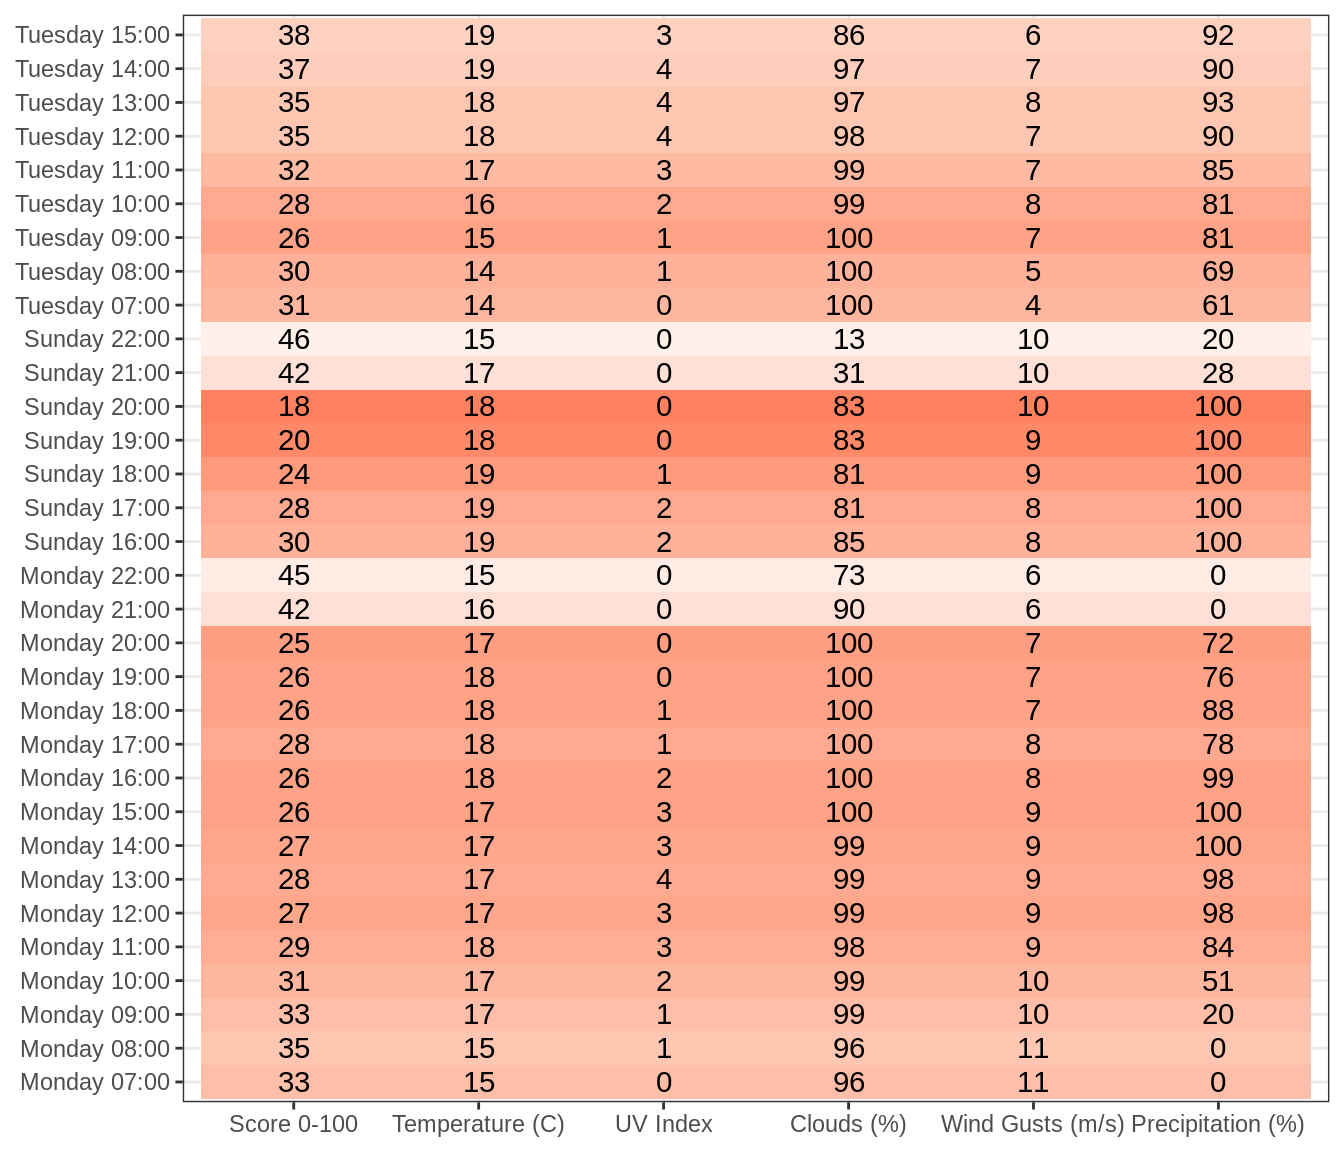 Tuesday 15:00 38 19 3 86 6 92
Tuesday 14:00 37 19 4 97 7 90
Tuesday 13:00 35 18 4 97 8 93
Tuesday 12:00 35 18 4 98 7 90
Tuesday 11:00 32 17 3 99 7 85
Tuesday 10:00 28 16 2 99 8 81
Tuesday 09:00 26 15 1 100 7 81
Tuesday 08:00 30 14 1 100 5 69
Tuesday 07:00 31 14 0 100 4 61
Sunday 22:00 46 15 0 13 10 20
Sunday 21:00 42 17 0 31 10 28
Sunday 20:00 18 18 0 83 10 100
Sunday 19:00 20 18 0 83 9 100
Sunday 18:00 24 19 1 81 9 100
Sunday 17:00 28 19 2 81 8 100
Sunday 16:00 30 19 2 85 8 100
Monday 22:00 45 15 0 73 6 0
Monday 21:00 42 16 0 90 6 0
Monday 20:00 25 17 0 100 7 72
Monday 19:00 26 18 0 100 7 76
Monday 18:00 26 18 1 100 7 88
Monday 17:00 28 18 1 100 8 78
Monday 16:00 26 18 2 100 8 99
Monday 15:00 26 17 3 100 9 100
Monday 14:00 27 17 3 99 9 100
Monday 13:00 28 17 4 99 9 98
Monday 12:00 27 17 3 99 9 98
Monday 11:00 29 18 3 98 9 84
Monday 10:00 31 17 2 99 10 51
Monday 09:00 33 17 1 99 10 20
Monday 08:00 35 15 1 96 11 0
Monday 07:00 33 15 0 96 11 0
Score 0-100 Temperature (C) UV Index Clouds (%) Wind Gusts (m/s) Precipitation (%)